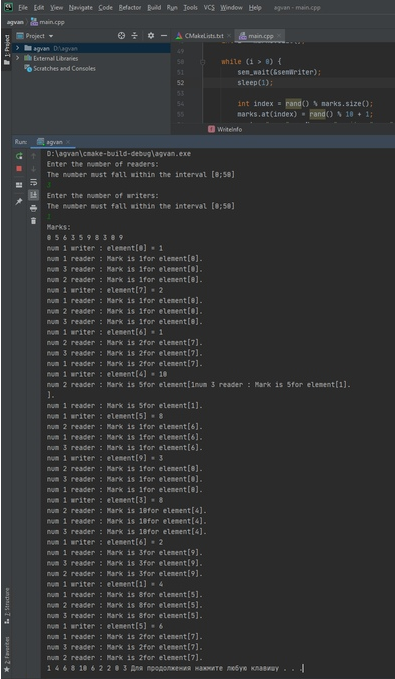 File Edit View Navigate Code Refactor Build Run Tools VCS Window Help agvan - main.cpp
agvan main.cpp
Project CMakeLists.txt main.cpp
agvan D:\agvan
External Libraries
Scratches and Consoles
50 while (i > 0) {
51 sem_wait(&semWriter);
52 sleep(1);
53
54 int index = rand() % marks.size();
55 marks.at(index) = rand() % 10 + 1;
WriteInfo
Run: agvan
D:\agvan\cmake-build-debug\agvan.exe
Enter the number of readers:
The number must fall within the interval [0;50]
3
Enter the number of writers:
The number must fall within the interval [0;50]
1
Marks:
0 5 6 3 5 9 8 3 0 9
num 1 writer : element[0] = 1
num 1 reader : Mark is 1for element[0].
num 3 reader : Mark is 1for element[0].
num 2 reader : Mark is 1for element[0].
num 1 writer : element[7] = 2
num 1 reader : Mark is 1for element[0].
num 2 reader : Mark is 1for element[0].
num 3 reader : Mark is 1for element[0].
num 1 writer : element[6] = 1
num 2 reader : Mark is 2for element[7].
num 3 reader : Mark is 2for element[7].
num 1 reader : Mark is 2for element[7].
num 1 writer : element[4] = 10
num 2 reader : Mark is 5for element[1num 3 reader : Mark is 5for element[1].
].
num 1 reader : Mark is 5for element[1].
num 1 writer : element[5] = 8
num 2 reader : Mark is 1for element[6].
num 1 reader : Mark is 1for element[6].
num 3 reader : Mark is 1for element[6].
num 1 writer : element[9] = 3
num 2 reader : Mark is 1for element[0].
num 1 reader : Mark is 1for element[0].
num 3 reader : Mark is 1for element[0].
num 1 writer : element[3] = 8
num 2 reader : Mark is 10for element[4].
num 1 reader : Mark is 10for element[4].
num 3 reader : Mark is 10for element[4].
num 1 writer : element[6] = 2
num 1 reader : Mark is 3for element[9].
num 3 reader : Mark is 3for element[9].
num 2 reader : Mark is 3for element[9].
num 1 writer : element[1] = 4
num 1 reader : Mark is 8for element[5].
num 2 reader : Mark is 8for element[5].
num 3 reader : Mark is 8for element[5].
num 1 writer : element[5] = 6
num 1 reader : Mark is 2for element[7].
num 3 reader : Mark is 2for element[7].
num 2 reader : Mark is 2for element[7].
1 4 6 8 10 6 2 2 0 3 Для продолжения нажмите любую клавишу . . .
1: Project
2: Structure
2: Favorites